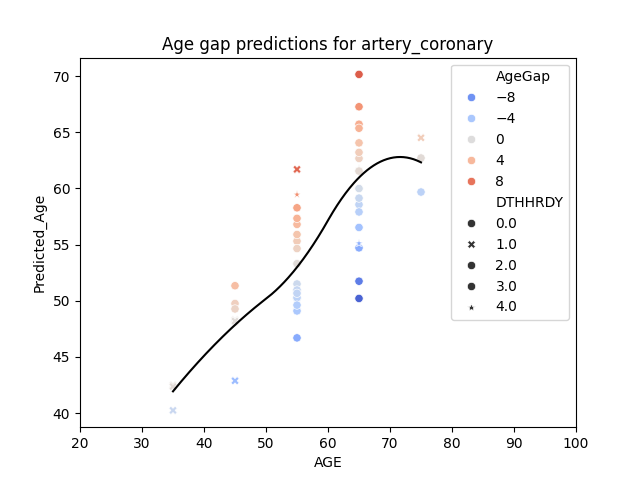 Age gap predictions for artery_coronary
Predicted_Age
70
65
60
55
50
45
40
20 30 40 50 60 70 80 90 100
AGE
AgeGap
−8
−4
0
4
8
DTHHRDY
0.0
1.0
2.0
3.0
4.0